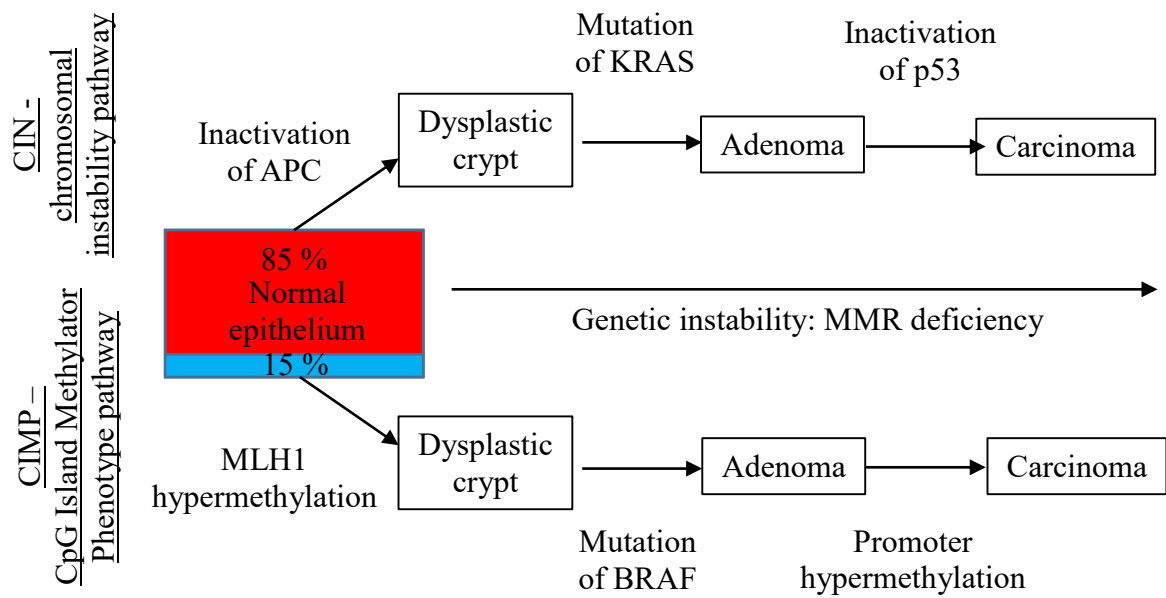 CIN -
chromosomal
instability pathway
Mutation
of KRAS
Inactivation
of p53
Inactivation
of APC
Dysplastic
crypt
Adenoma
Carcinoma
85 %
Normal
epithelium
15 %
Genetic instability: MMR deficiency
CIMP –
CpG Island Methylator
Phenotype pathway
MLH1
hypermethylation
Dysplastic
crypt
Adenoma
Carcinoma
Mutation
of BRAF
Promoter
hypermethylation